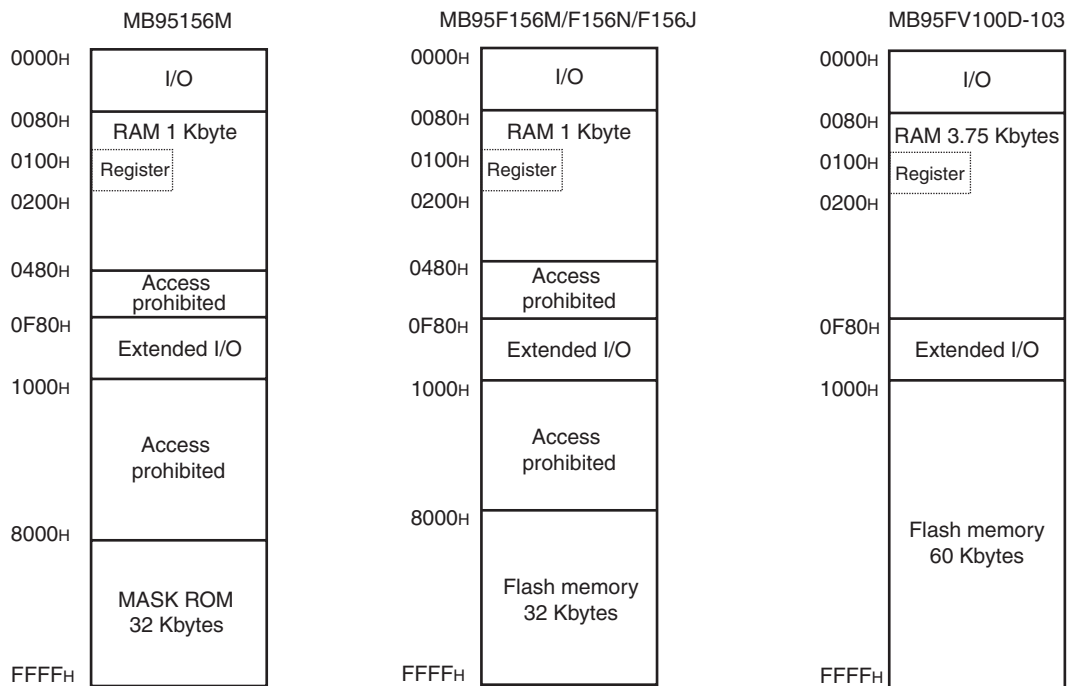 MB95156M
0000H
I/O
0080H
RAM 1 Kbyte
0100H
Register
0200H
0480H
Access
prohibited
0F80H
Extended I/O
1000H
Access
prohibited
8000H
MASK ROM
32 Kbytes
FFFFH
MB95F156M/F156N/F156J
0000H
I/O
0080H
RAM 1 Kbyte
0100H
Register
0200H
0480H
Access
prohibited
0F80H
Extended I/O
1000H
Access
prohibited
8000H
Flash memory
32 Kbytes
FFFFH
MB95FV100D-103
0000H
I/O
0080H
RAM 3.75 Kbytes
0100H
Register
0200H
0F80H
Extended I/O
1000H
Flash memory
60 Kbytes
FFFFH